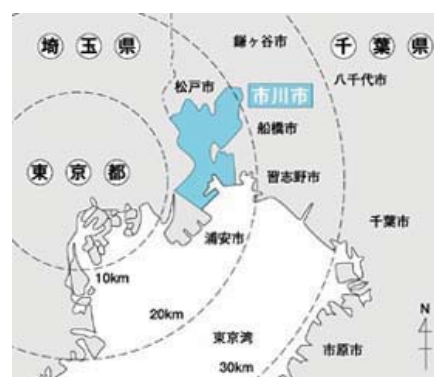 埼玉県
鎌ヶ谷市
千葉県
松戸市
市川市
八千代市
船橋市
東京都
習志野市
千葉市
浦安市
10km
20km
東京湾
30km
市原市
N